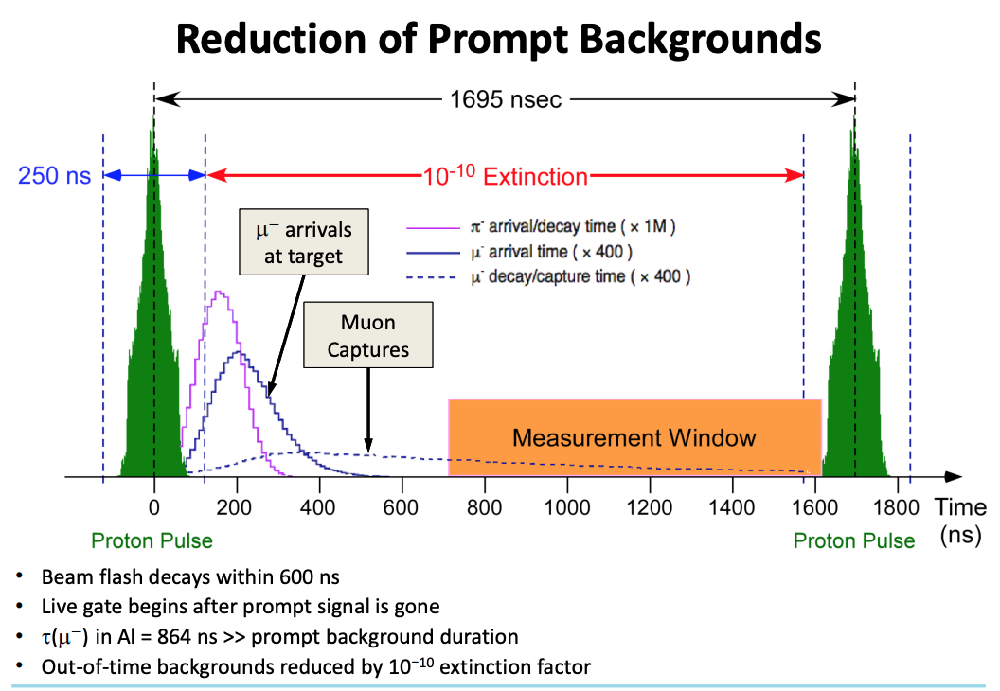 Reduction of Prompt Backgrounds
1695 nsec
250 ns
10⁻¹⁰ Extinction
μ⁻ arrivals
at target
π⁻ arrival/decay time ( × 1M )
μ⁻ arrival time ( × 400 )
μ⁻ decay/capture time ( × 400 )
Muon
Captures
Measurement Window
0 200 400 600 800 1000 1200 1400 1600 1800 Time
(ns)
Proton Pulse Proton Pulse
• Beam flash decays within 600 ns
• Live gate begins after prompt signal is gone
• τ(μ⁻) in Al = 864 ns >> prompt background duration
• Out-of-time backgrounds reduced by 10⁻¹⁰ extinction factor